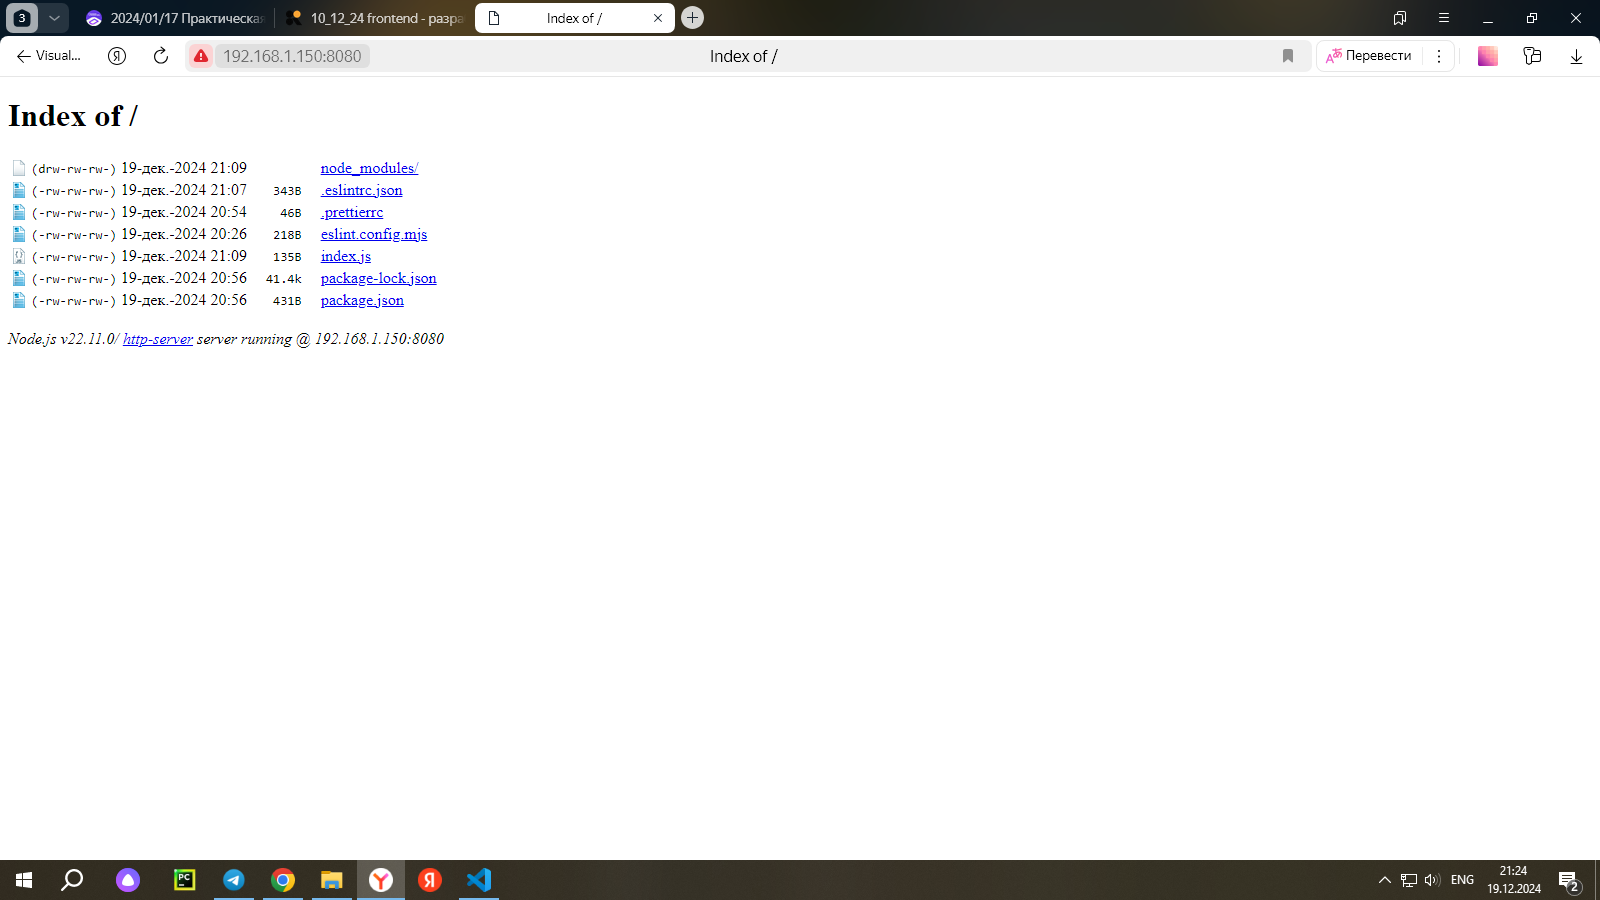 3
2024/01/17 Практическая
10_12_24 frontend - разра
Index of /
Visual...
192.168.1.150:8080
Index of /
Перевести
Index of /
(drw-rw-rw-) 19-дек.-2024 21:09 node_modules/
(-rw-rw-rw-) 19-дек.-2024 21:07 343B .eslintrc.json
(-rw-rw-rw-) 19-дек.-2024 20:54 46B .prettierrc
(-rw-rw-rw-) 19-дек.-2024 20:26 218B eslint.config.mjs
(-rw-rw-rw-) 19-дек.-2024 21:09 135B index.js
(-rw-rw-rw-) 19-дек.-2024 20:56 41.4k package-lock.json
(-rw-rw-rw-) 19-дек.-2024 20:56 431B package.json
Node.js v22.11.0/ http-server server running @ 192.168.1.150:8080
ENG
21:24
19.12.2024
2